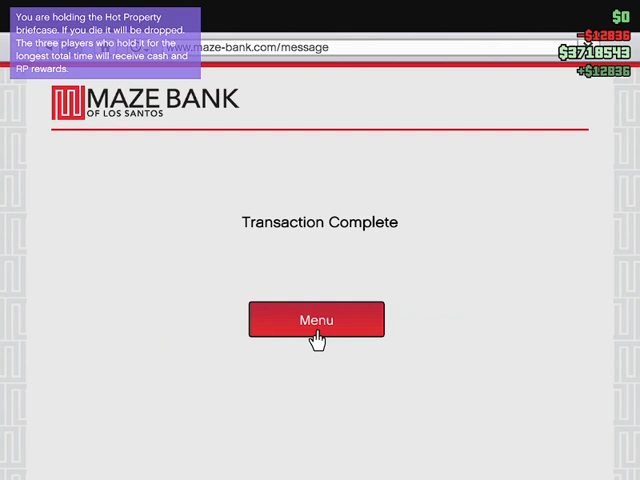 You are holding the Hot Property
briefcase. If you die it will be dropped.
The three players who hold it for the
longest total time will receive cash and
RP rewards.
www.maze-bank.com/message
$0
-$12836
$3718543
+$12836
MAZE BANK
OF LOS SANTOS
Transaction Complete
Menu